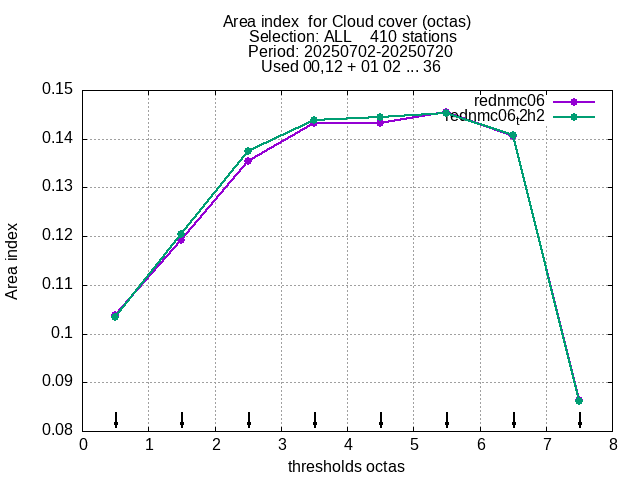 Area index  for Cloud cover (octas)
Selection: ALL    410 stations
Period: 20250702-20250720
Used 00,12 + 01 02 ... 36
rednmc06
rednmc06t2h2
0.15
0.14
0.13
0.12
0.11
0.1
0.09
0.08
Area index
0 1 2 3 4 5 6 7 8
thresholds octas